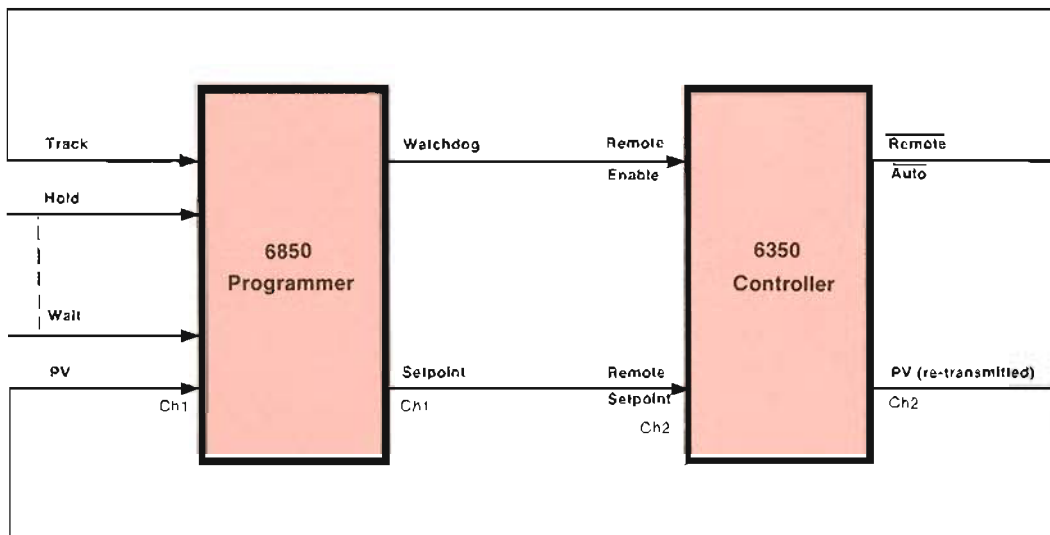 Track
Watchdog
Remote
Remote
Enable
Auto
Hold
6850
Programmer
6350
Controller
Wait
PV
Setpoint
Remote
PV (re-transmitted)
Ch1
Ch1
Setpoint
Ch2
Ch2